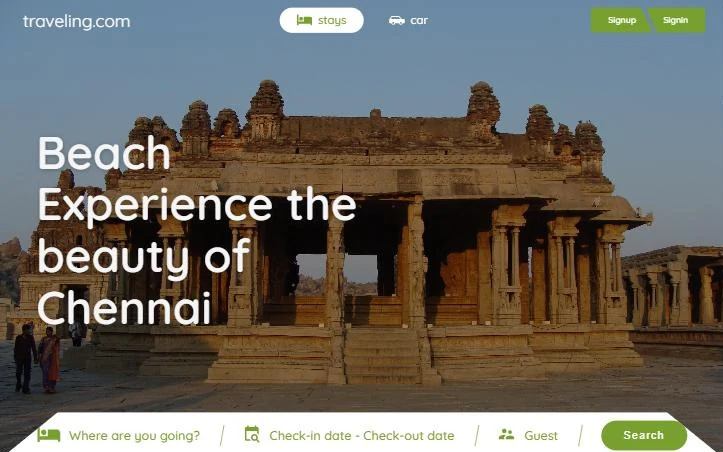 traveling.com
stays
car
Signup
Signin
Beach
Experience the
beauty of
Chennai
Where are you going?
Check-in date - Check-out date
Guest
Search